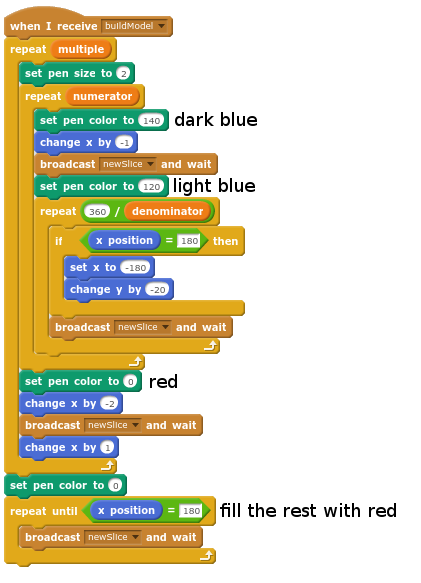 when I receive buildModel
repeat multiple
set pen size to 2
repeat numerator
set pen color to 140 dark blue
change x by -1
broadcast newSlice and wait
set pen color to 120 light blue
repeat 360 / denominator
if x position = 180 then
set x to -180
change y by -20
broadcast newSlice and wait
set pen color to 0 red
change x by -2
broadcast newSlice and wait
change x by 1
set pen color to 0
repeat until x position = 180 fill the rest with red
broadcast newSlice and wait